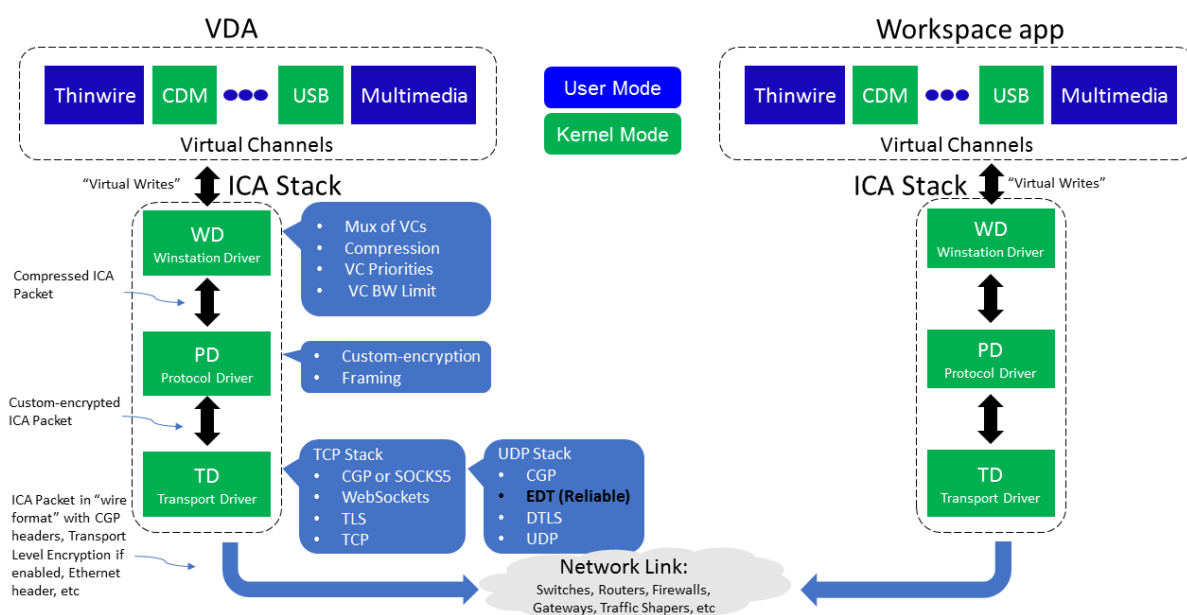 VDA
Thinwire
CDM
USB
Multimedia
Virtual Channels
User Mode
Kernel Mode
Workspace app
Thinwire
CDM
USB
Multimedia
Virtual Channels
“Virtual Writes”
ICA Stack
WD
Winstation Driver
• Mux of VCs
• Compression
• VC Priorities
• VC BW Limit
Compressed ICA
Packet
PD
Protocol Driver
• Custom-encryption
• Framing
Custom-encrypted
ICA Packet
TD
Transport Driver
TCP Stack
• CGP or SOCKS5
• WebSockets
• TLS
• TCP
UDP Stack
• CGP
• EDT (Reliable)
• DTLS
• UDP
ICA Packet in “wire
format” with CGP
headers, Transport
Level Encryption if
enabled, Ethernet
header, etc
Network Link:
Switches, Routers, Firewalls,
Gateways, Traffic Shapers, etc
ICA Stack
“Virtual Writes”
WD
Winstation Driver
PD
Protocol Driver
TD
Transport Driver